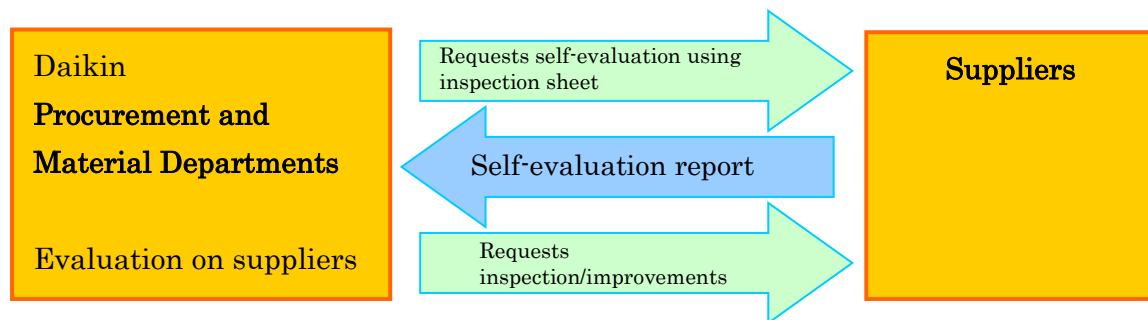 Daikin
Procurement and
Material Departments
Evaluation on suppliers
Requests self-evaluation using
inspection sheet
Self-evaluation report
Requests
inspection/improvements
Suppliers